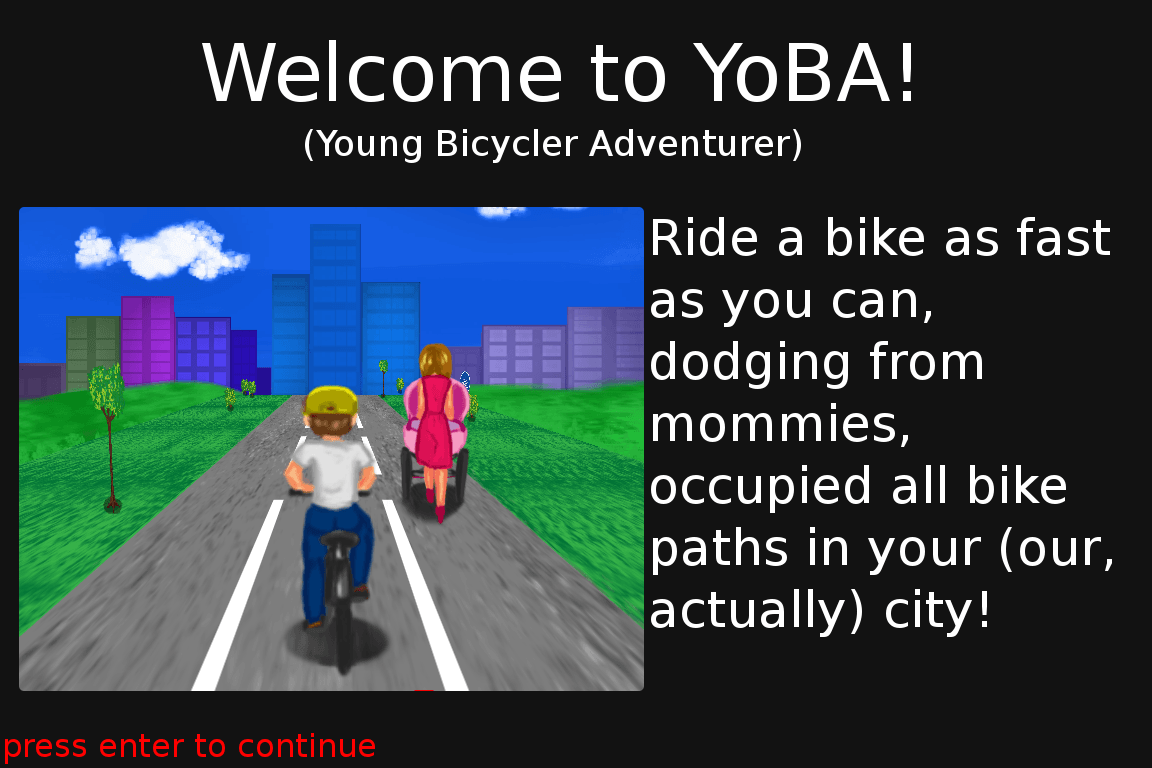 Welcome to YoBA!
(Young Bicycler Adventurer)
Ride a bike as fast
as you can,
dodging from
mommies,
occupied all bike
paths in your (our,
actually) city!
press enter to continue